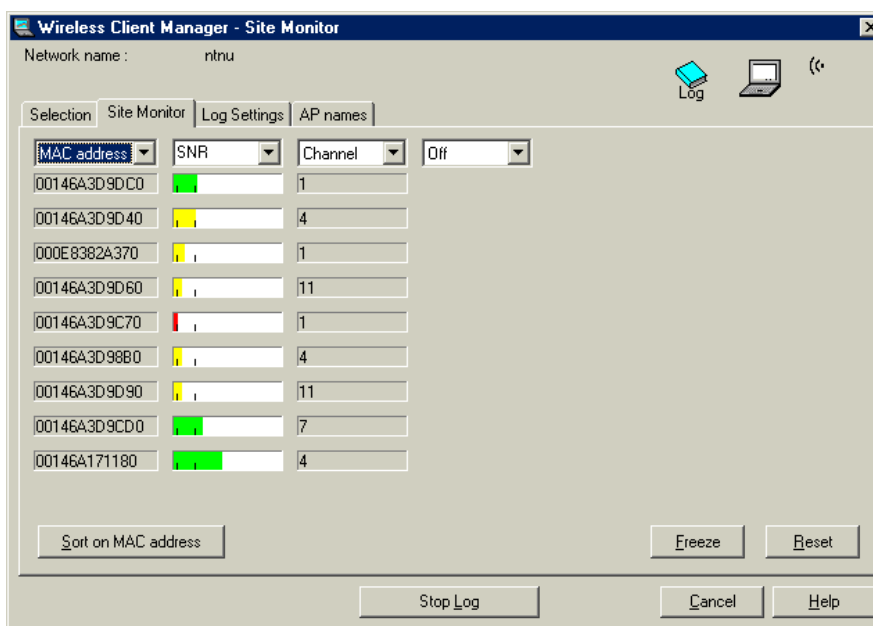 Wireless Client Manager - Site Monitor
Network name : ntnu
Log
Selection Site Monitor Log Settings AP names
MAC address SNR Channel Off
00146A3D9DC0 1
00146A3D9D40 4
000E8382A370 1
00146A3D9D60 11
00146A3D9C70 1
00146A3D98B0 4
00146A3D9D90 11
00146A3D9CD0 7
00146A171180 4
Sort on MAC address Freeze Reset
Stop Log Cancel Help